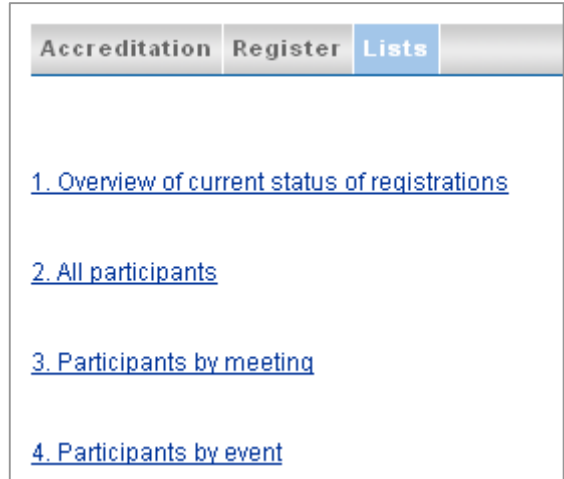 Accreditation Register Lists
1. Overview of current status of registrations
2. All participants
3. Participants by meeting
4. Participants by event